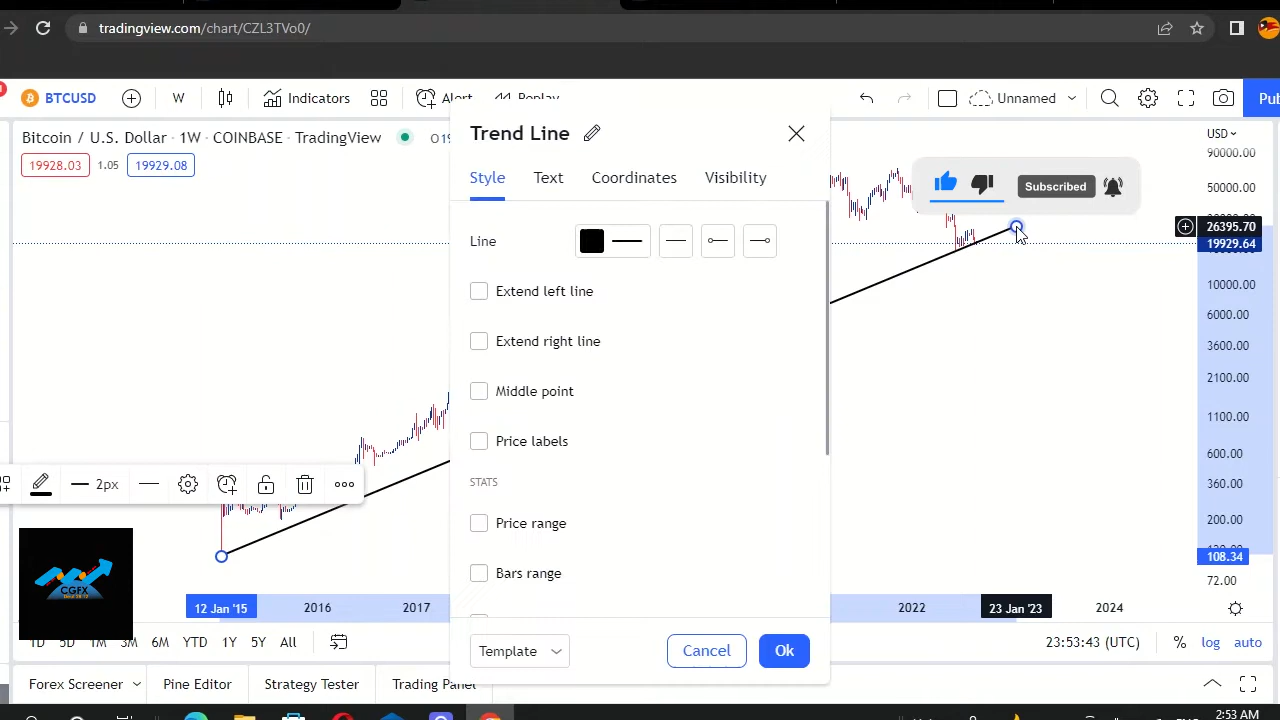 tradingview.com/chart/CZL3TVo0/
BTCUSD
W
Indicators
Alert
Replay
Unnamed
Bitcoin / U.S. Dollar · 1W · COINBASE · TradingView
19928.03
1.05
19929.08
Trend Line
Style
Text
Coordinates
Visibility
Line
Extend left line
Extend right line
Middle point
Price labels
STATS
Price range
Bars range
Template
Cancel
Ok
Subscribed
USD
90000.00
50000.00
26395.70
19929.64
10000.00
6000.00
3600.00
2100.00
1100.00
600.00
360.00
200.00
108.34
72.00
2px
CGFX
12 Jan '15
2016
2017
2022
23 Jan '23
2024
1D
5D
1M
3M
6M
YTD
1Y
5Y
All
23:53:43 (UTC)
%
log
auto
Forex Screener
Pine Editor
Strategy Tester
Trading Panel
2:53 AM